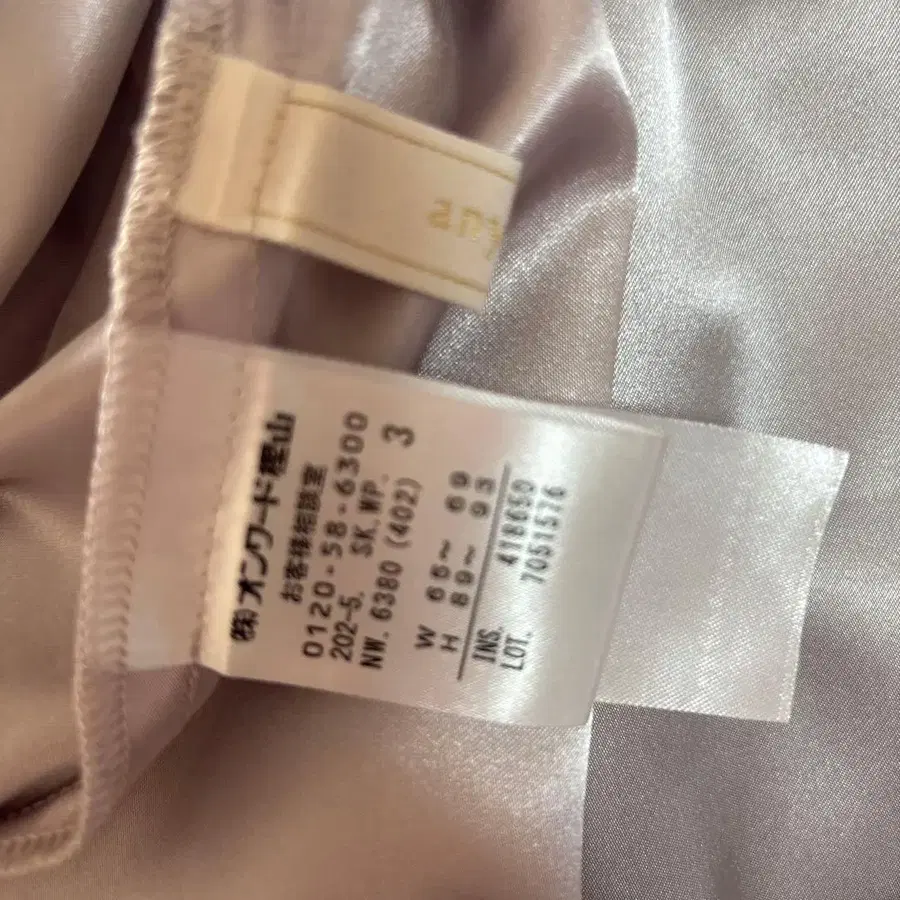 any
(株)オンワード樫山
お客様相談室
0120-58-6300
202-5. SK.WP.
NW.6380 (402) 3
W 66~ 69
H 89~ 93
INS. 418650
LOT. 7051576